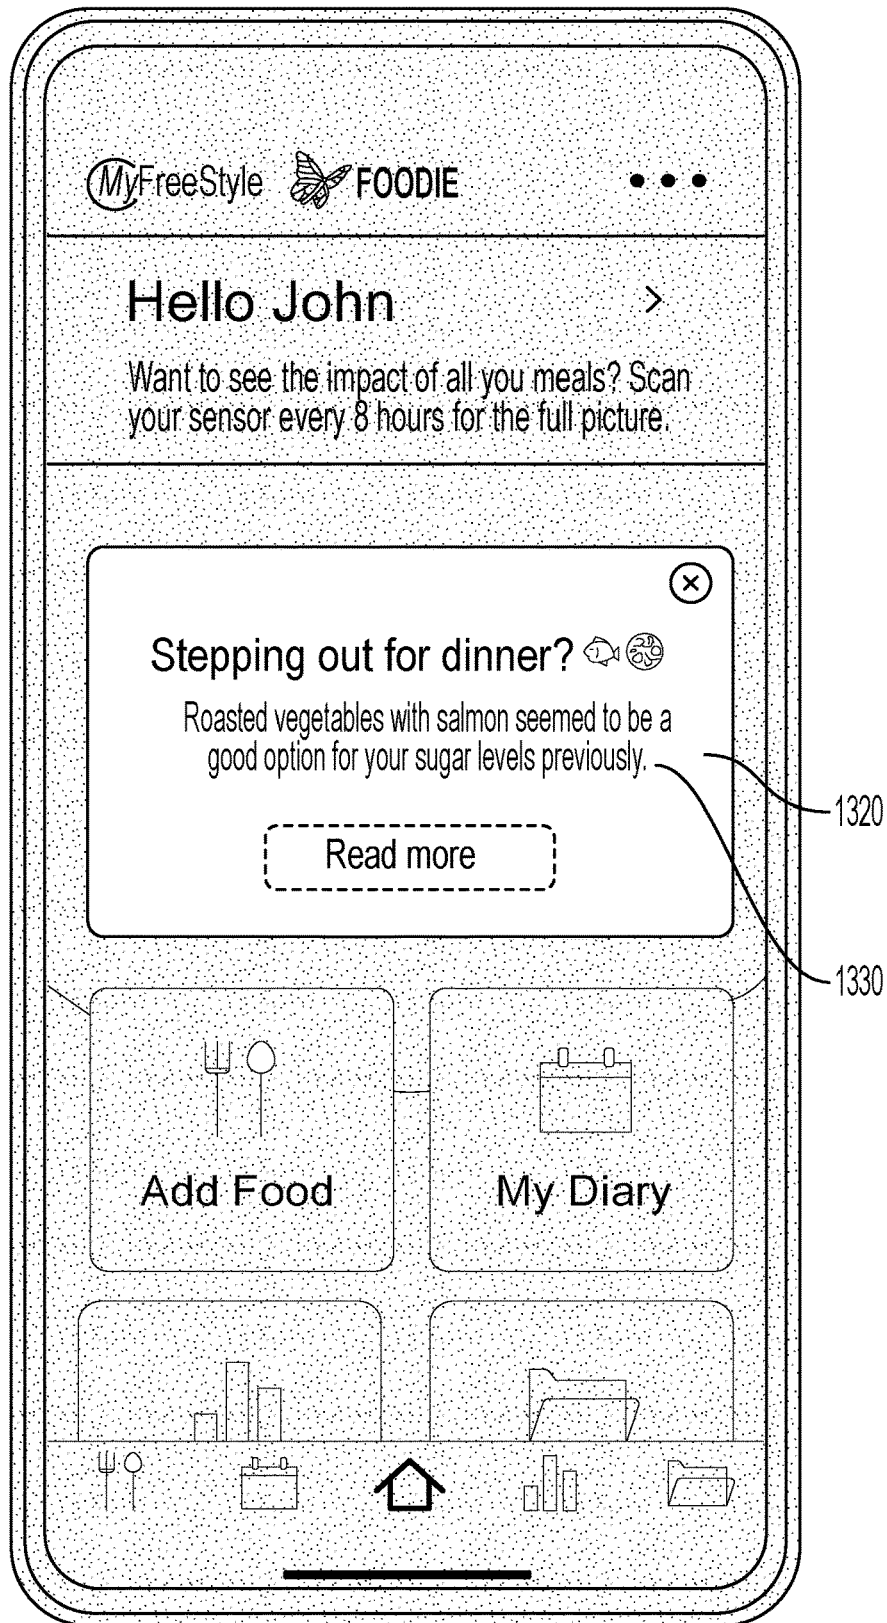 MyFreeStyle FOODIE
Hello John
Want to see the impact of all you meals? Scan
your sensor every 8 hours for the full picture.
Stepping out for dinner?
Roasted vegetables with salmon seemed to be a
good option for your sugar levels previously.
1320
Read more
1330
Add Food
My Diary